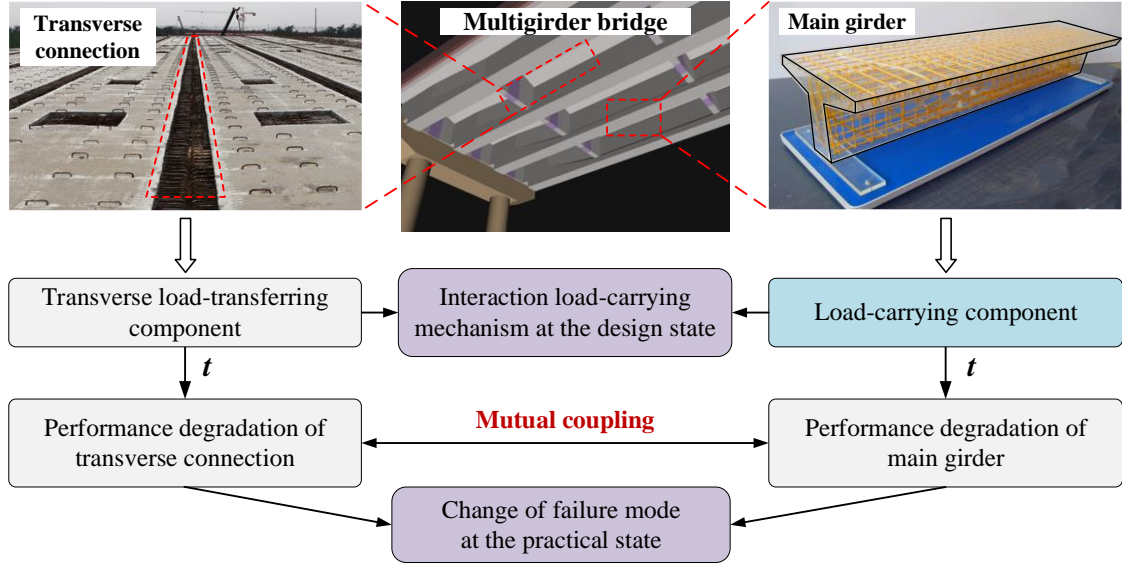 Transverse
connection
Multigirder bridge
Main girder
Transverse load-transferring
component
Interaction load-carrying
mechanism at the design state
Load-carrying component
t
t
Performance degradation of
transverse connection
Mutual coupling
Performance degradation of
main girder
Change of failure mode
at the practical state